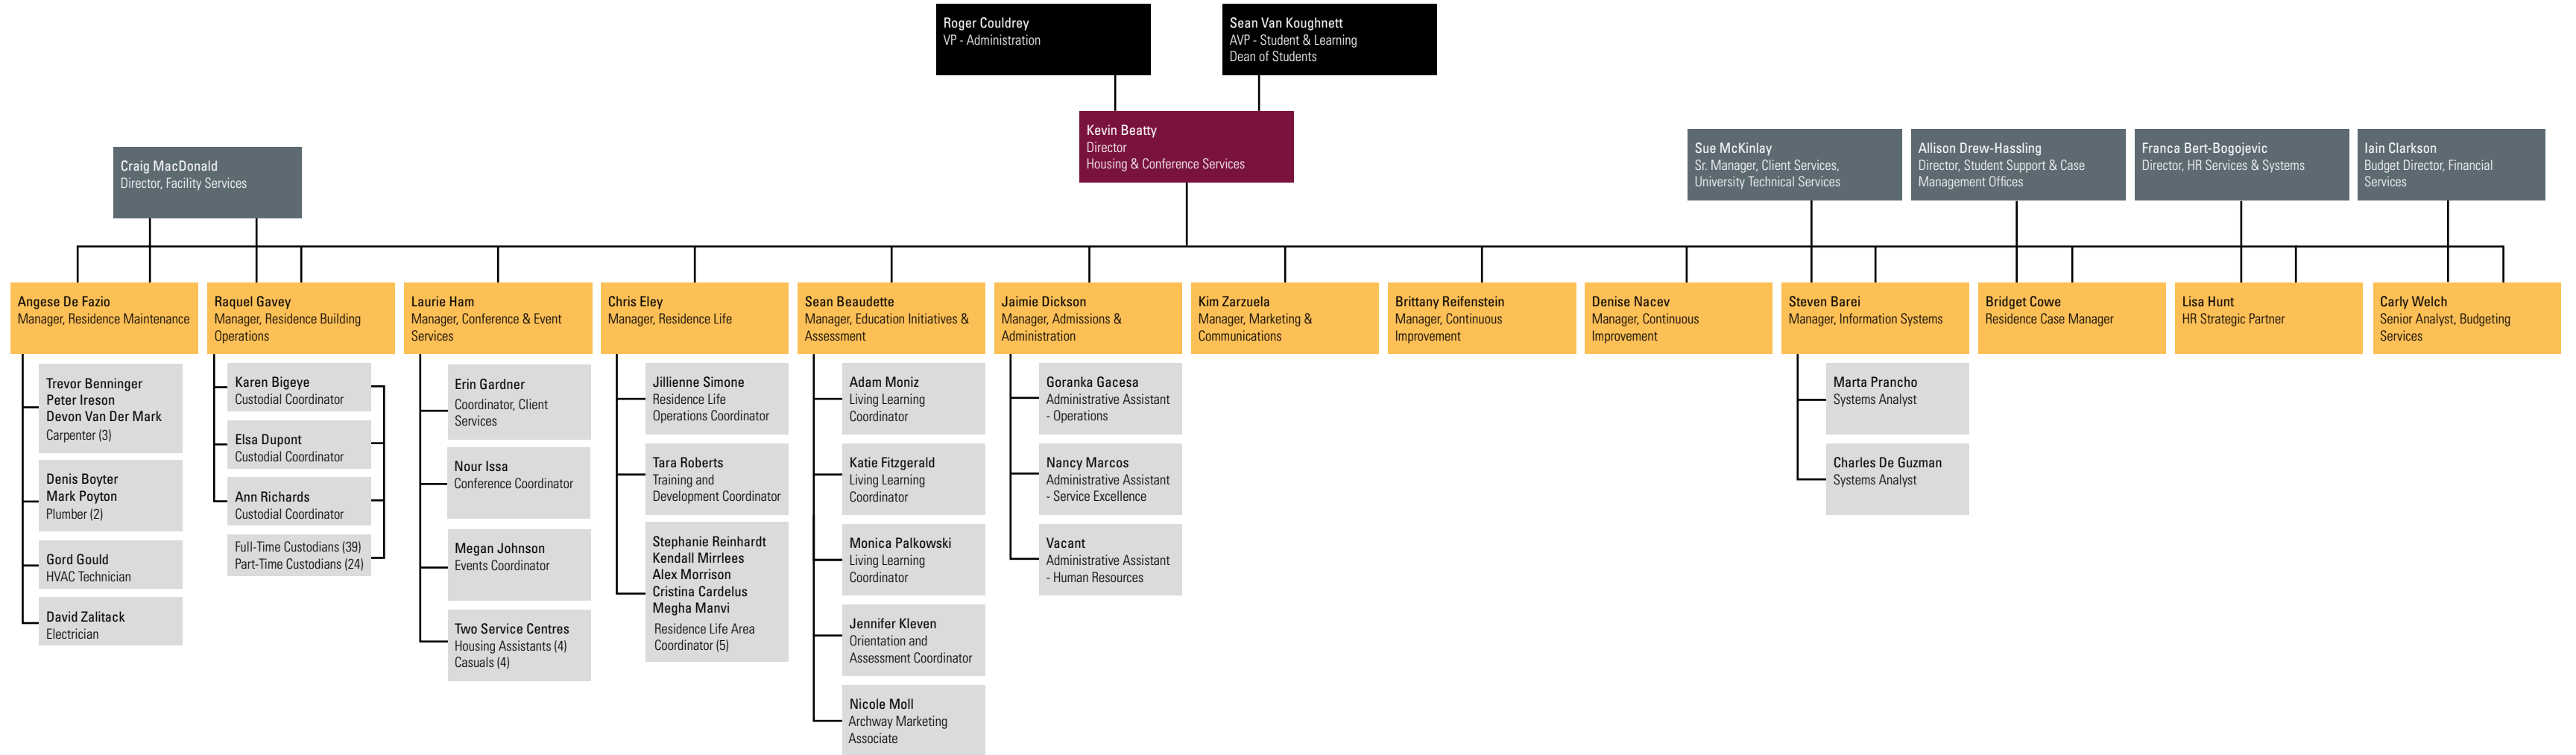 Roger Couldrey
VP - Administration
Sean Van Koughnett
AVP - Student & Learning
Dean of Students
Kevin Beatty
Director
Housing & Conference Services
Craig MacDonald
Director, Facility Services
Sue McKinlay
Sr. Manager, Client Services,
University Technical Services
Allison Drew-Hassling
Director, Student Support & Case
Management Offices
Franca Bert-Bogojevic
Director, HR Services & Systems
Iain Clarkson
Budget Director, Financial
Services
Angese De Fazio
Manager, Residence Maintenance
Raquel Gavey
Manager, Residence Building
Operations
Laurie Ham
Manager, Conference & Event
Services
Chris Eley
Manager, Residence Life
Sean Beaudette
Manager, Education Initiatives &
Assessment
Jaimie Dickson
Manager, Admissions &
Administration
Kim Zarzuela
Manager, Marketing &
Communications
Brittany Reifenstein
Manager, Continuous
Improvement
Denise Nacev
Manager, Continuous
Improvement
Steven Barei
Manager, Information Systems
Bridget Cowe
Residence Case Manager
Lisa Hunt
HR Strategic Partner
Carly Welch
Senior Analyst, Budgeting
Services
Trevor Benninger
Peter Ireson
Devon Van Der Mark
Carpenter (3)
Denis Boyter
Mark Poyton
Plumber (2)
Gord Gould
HVAC Technician
David Zalitack
Electrician
Karen Bigeye
Custodial Coordinator
Elsa Dupont
Custodial Coordinator
Ann Richards
Custodial Coordinator
Full-Time Custodians (39)
Part-Time Custodians (24)
Erin Gardner
Coordinator, Client
Services
Nour Issa
Conference Coordinator
Megan Johnson
Events Coordinator
Two Service Centres
Housing Assistants (4)
Casuals (4)
Jillienne Simone
Residence Life
Operations Coordinator
Tara Roberts
Training and
Development Coordinator
Stephanie Reinhardt
Kendall Mirrlees
Alex Morrison
Cristina Cardelus
Megha Manvi
Residence Life Area
Coordinator (5)
Adam Moniz
Living Learning
Coordinator
Katie Fitzgerald
Living Learning
Coordinator
Monica Palkowski
Living Learning
Coordinator
Jennifer Kleven
Orientation and
Assessment Coordinator
Nicole Moll
Archway Marketing
Associate
Goranka Gacesa
Administrative Assistant
- Operations
Nancy Marcos
Administrative Assistant
- Service Excellence
Vacant
Administrative Assistant
- Human Resources
Marta Prancho
Systems Analyst
Charles De Guzman
Systems Analyst